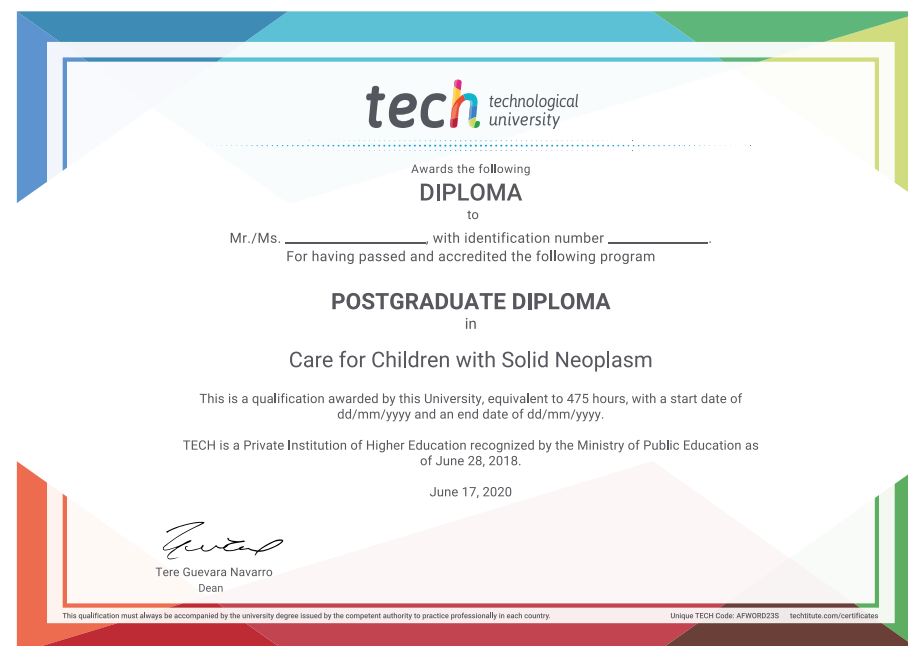 tech technological
university
Awards the following
DIPLOMA
to
Mr./Ms. ____________, with identification number ____________.
For having passed and accredited the following program
POSTGRADUATE DIPLOMA
in
Care for Children with Solid Neoplasm
This is a qualification awarded by this University, equivalent to 475 hours, with a start date of
dd/mm/yyyy and an end date of dd/mm/yyyy.
TECH is a Private Institution of Higher Education recognized by the Ministry of Public Education as
of June 28, 2018.
June 17, 2020
Tere Guevara Navarro
Dean
This qualification must always be accompanied by the university degree issued by the competent authority to practice professionally in each country. Unique TECH Code: AFWORD23S techtitute.com/certificates